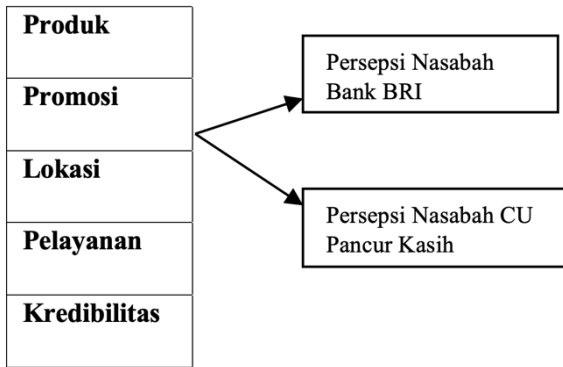 Produk
Promosi
Lokasi
Pelayanan
Kredibilitas
Persepsi Nasabah
Bank BRI
Persepsi Nasabah CU
Pancur Kasih